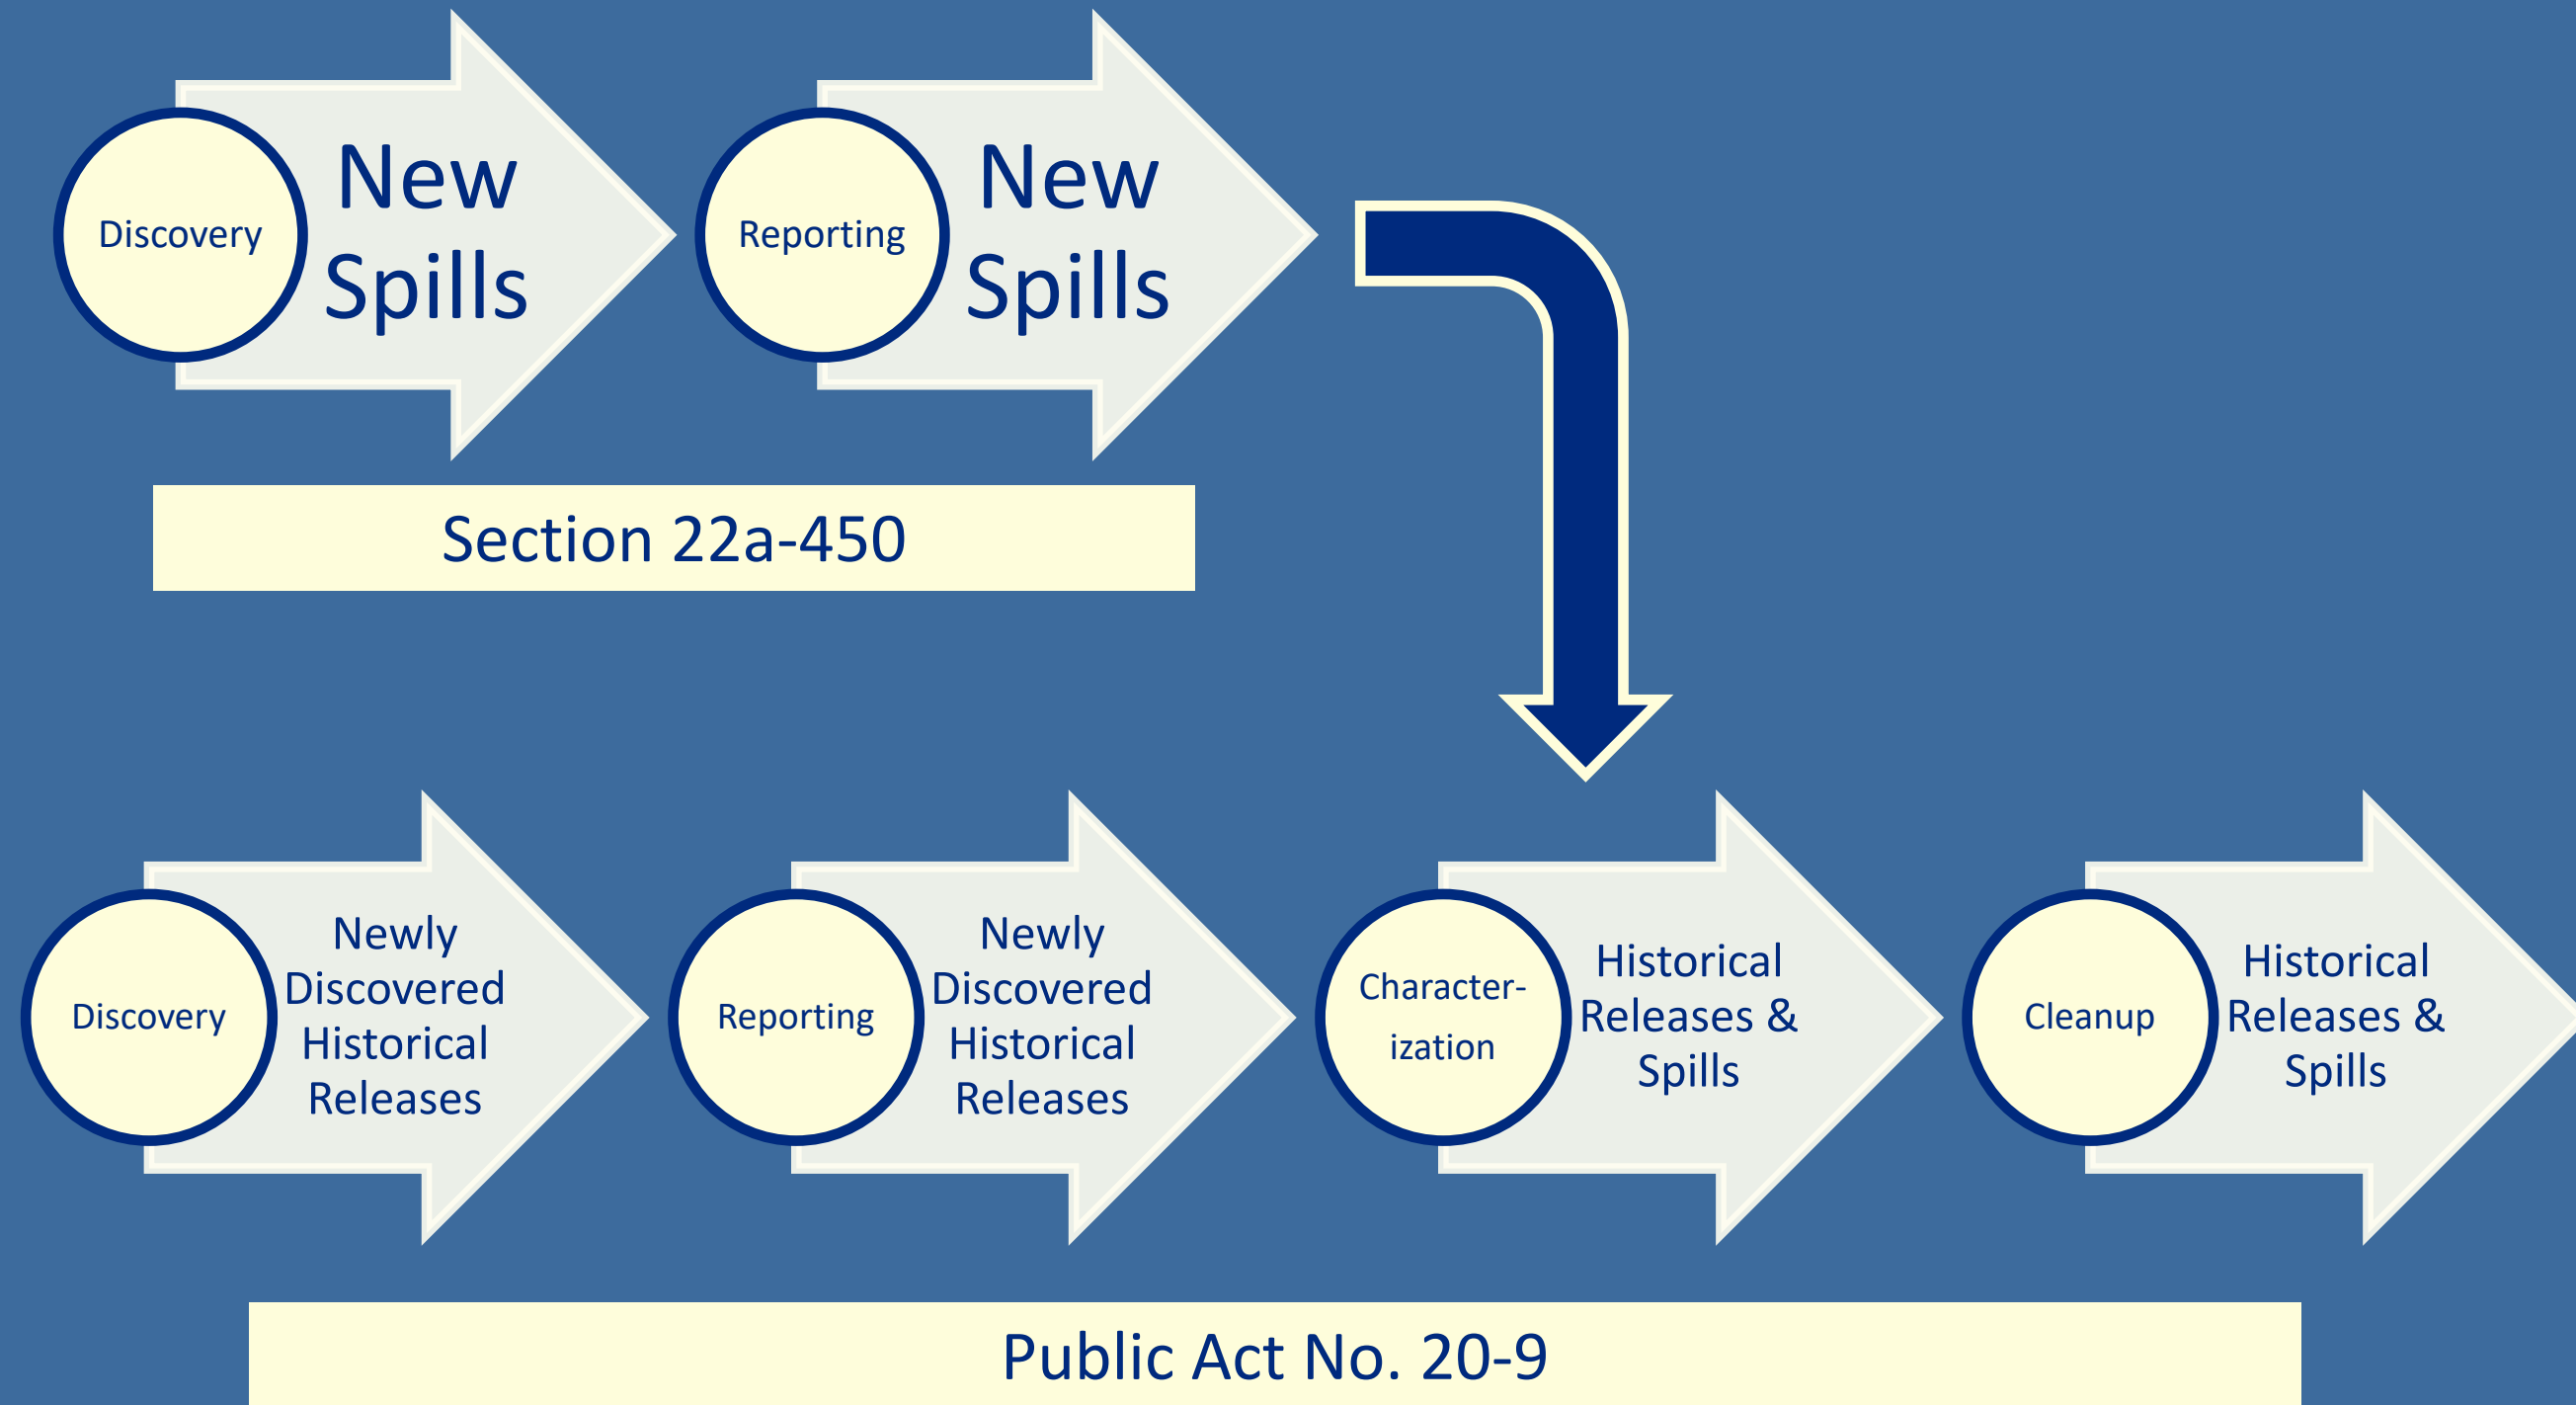 Discovery
New
Spills
Reporting
New
Spills
Section 22a-450
Discovery
Newly
Discovered
Historical
Releases
Reporting
Newly
Discovered
Historical
Releases
Character-
ization
Historical
Releases &
Spills
Cleanup
Historical
Releases &
Spills
Public Act No. 20-9